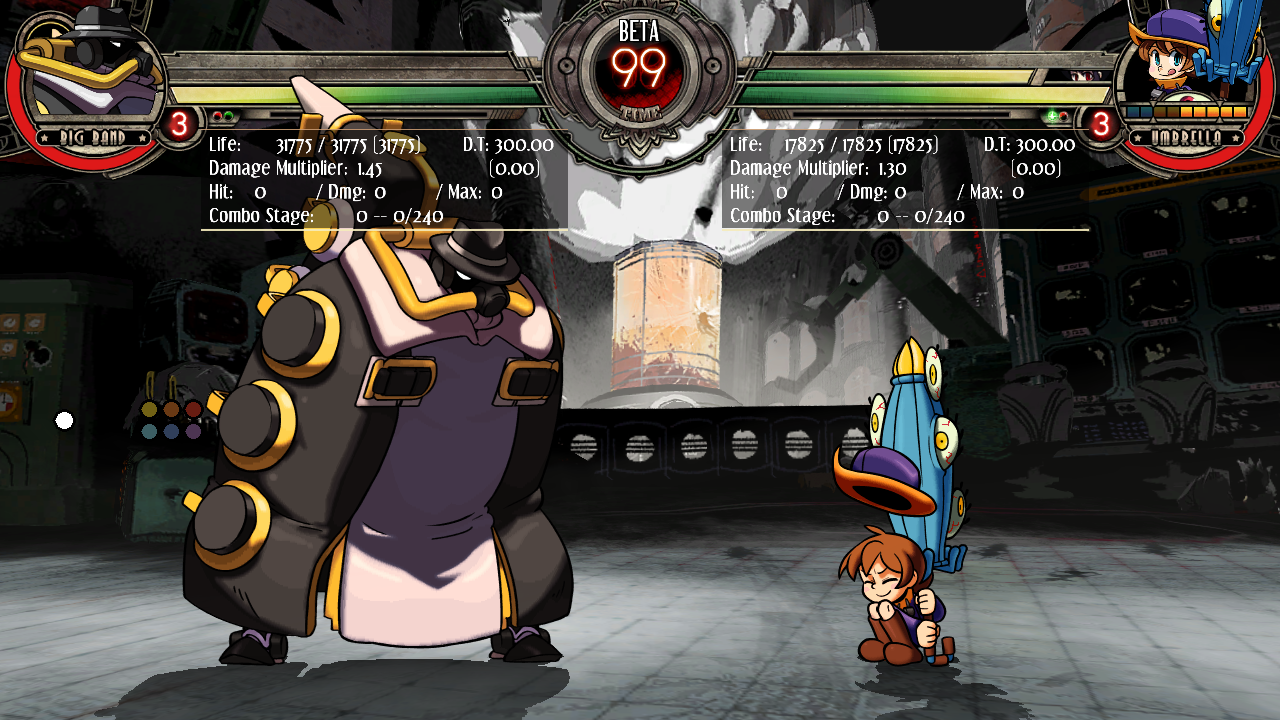 BETA
99
TIME
BIG BAND
3
3
UMBRELLA
Life: 31775 / 31775 [31775] D.T: 300.00
Damage Multiplier: 1.45 [0.00]
Hit: 0 / Dmg: 0 / Max: 0
Combo Stage: 0 -- 0/240
Life: 17825 / 17825 [17825] D.T: 300.00
Damage Multiplier: 1.30 [0.00]
Hit: 0 / Dmg: 0 / Max: 0
Combo Stage: 0 -- 0/240